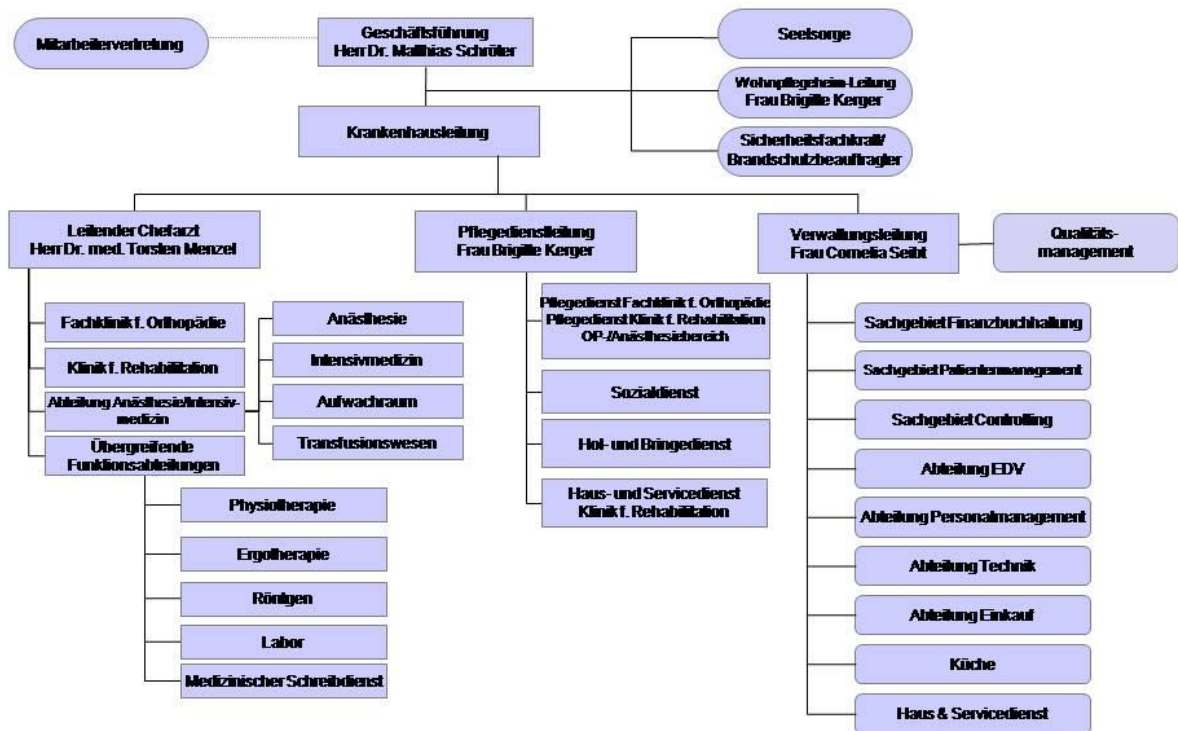 Mitarbeitervertretung
Geschäftsführung
Herr Dr. Matthias Schröter
Seelsorge
Wohnpflegeheim-Leitung
Frau Brigitte Kerger
Krankenhausleitung
Sicherheitsfachkraft/
Brandschutzbeauftragter
Leitender Chefarzt
Herr Dr. med. Torsten Menzel
Pflegedienstleitung
Frau Brigitte Kerger
Verwaltungsleitung
Frau Cornelia Seibt
Qualitäts-
management
Fachklinik f. Orthopädie
Klinik f. Rehabilitation
Abteilung Anästhesie/Intensiv-
medizin
Übergreifende
Funktionsabteilungen
Anästhesie
Intensivmedizin
Aufwachraum
Transfusionswesen
Physiotherapie
Ergotherapie
Röntgen
Labor
Medizinischer Schreibdienst
Pflegedienst Fachklinik f. Orthopädie
Pflegedienst Klinik f. Rehabilitation
OP-/Anästhesiebereich
Sozialdienst
Hol- und Bringedienst
Haus- und Servicedienst
Klinik f. Rehabilitation
Sachgebiet Finanzbuchhaltung
Sachgebiet Patientenmanagement
Sachgebiet Controlling
Abteilung EDV
Abteilung Personalmanagement
Abteilung Technik
Abteilung Einkauf
Küche
Haus & Servicedienst